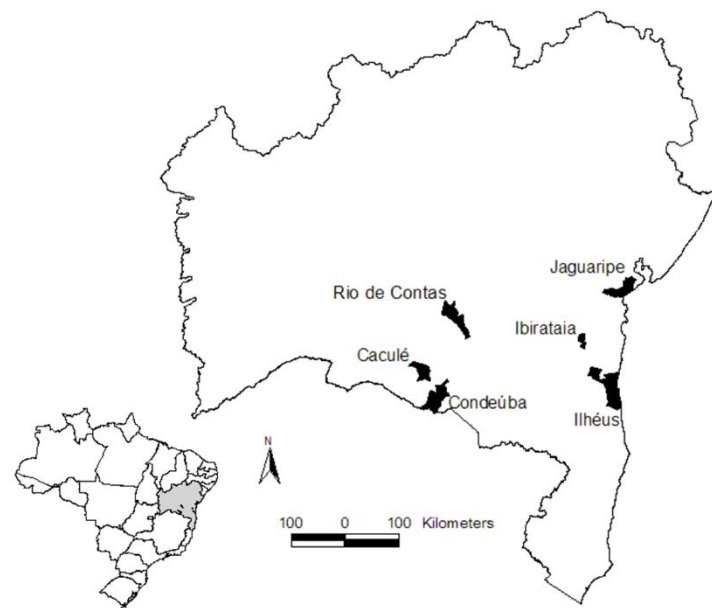 Jaguaripe
Rio de Contas
Ibirataia
Caculé
Condeúba
Ilhéus
N
100 0 100 Kilometers